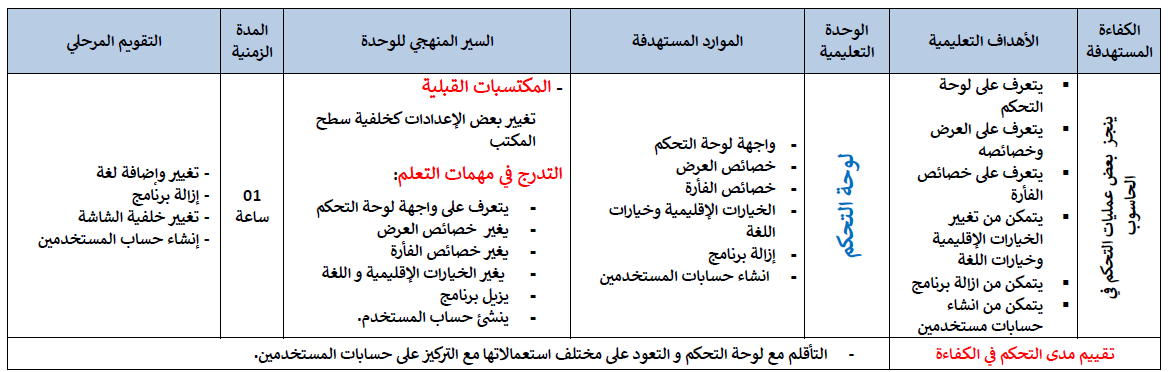 الكفاءة
المستهدفة
الأهداف التعليمية
الوحدة
التعليمية
الموارد المستهدفة
السير المنهجي للوحدة
المدة
الزمنية
التقويم المرحلي
ينجز بعض عمليات التحكم في
الحاسوب
▪ يتعرف على لوحة
التحكم
▪ يتعرف على العرض
وخصائصه
▪ يتعرف على خصائص
الفأرة
▪ يتمكن من تغيير
الخيارات الإقليمية
وخيارات اللغة
▪ يتمكن من ازالة برنامج
▪ يتمكن من انشاء
حسابات مستخدمين
لوحة التحكم
- واجهة لوحة التحكم
- خصائص العرض
- خصائص الفأرة
- الخيارات الإقليمية وخيارات
اللغة
- إزالة برنامج
- انشاء حسابات المستخدمين
- المكتسبات القبلية
تغيير بعض الإعدادات كخلفية سطح
المكتب
التدرج في مهمات التعلم:
- يتعرف على واجهة لوحة التحكم
- يغير خصائص العرض
- يغير خصائص الفأرة
- يغير الخيارات الإقليمية و اللغة
- يزيل برنامج
- ينشئ حساب المستخدم.
01
ساعة
- تغيير وإضافة لغة
- إزالة برنامج
- تغيير خلفية الشاشة
- إنشاء حساب المستخدمين
تقييم مدى التحكم في الكفاءة
- التأقلم مع لوحة التحكم و التعود على مختلف استعمالاتها مع التركيز على حسابات المستخدمين.